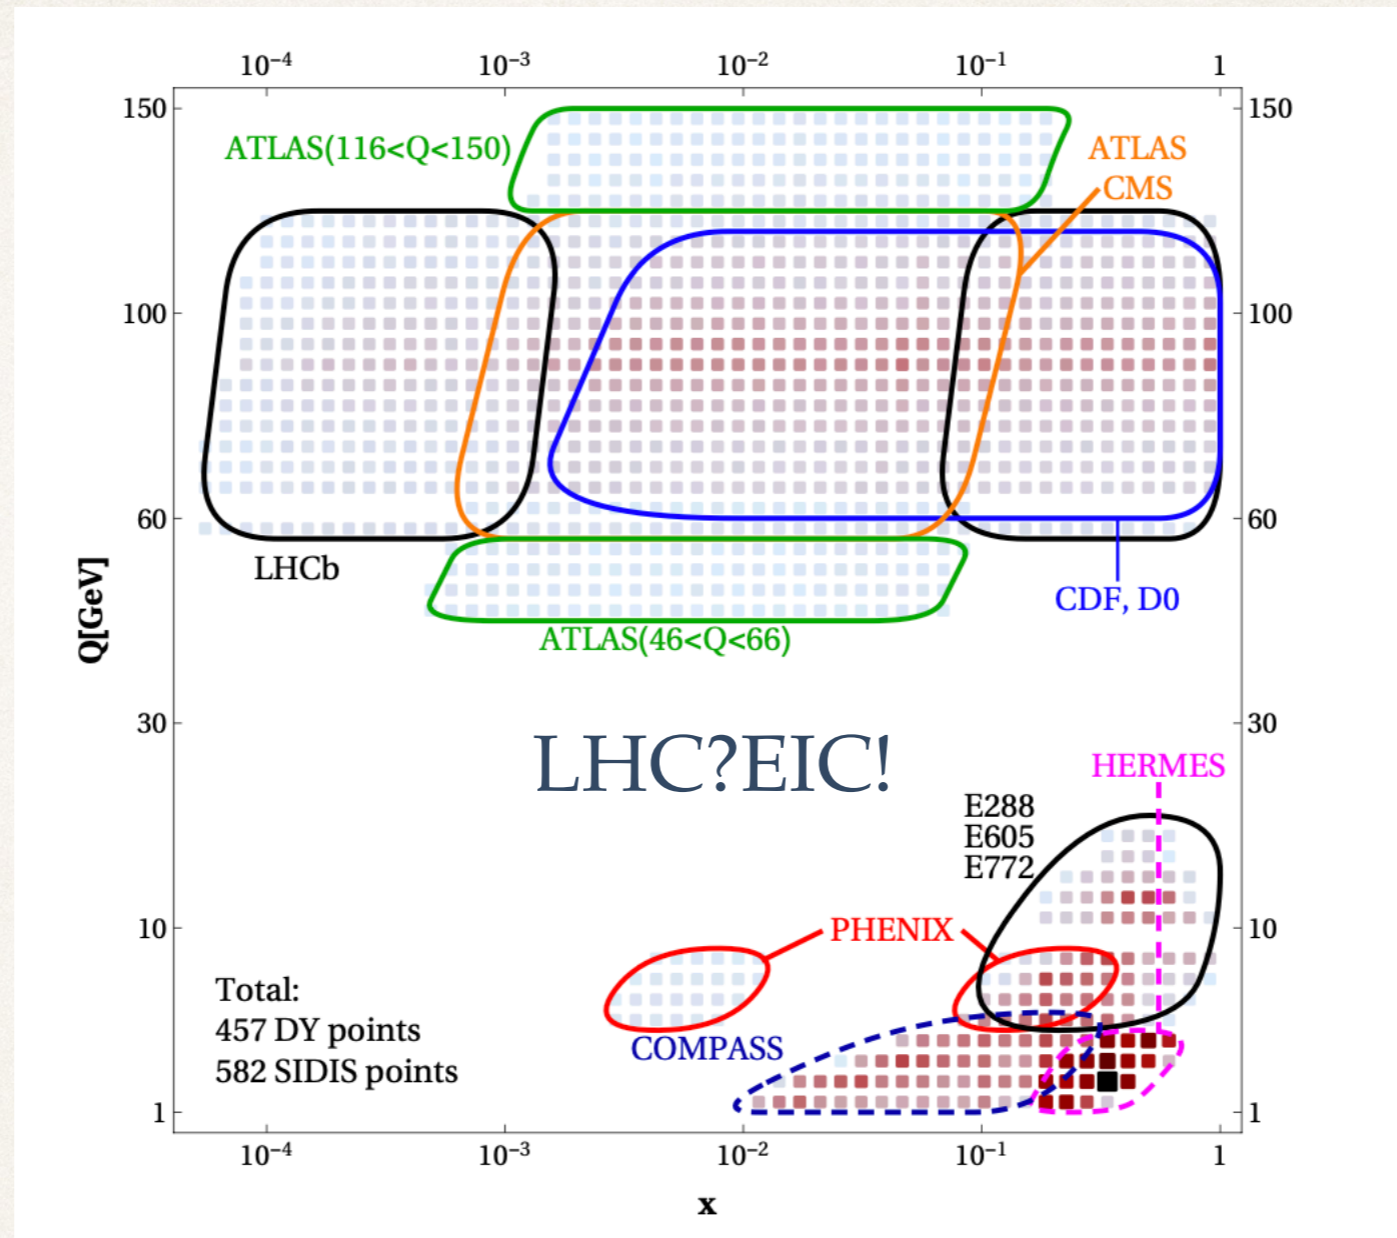 10⁻⁴ 10⁻³ 10⁻² 10⁻¹ 1
150 150
ATLAS(116<Q<150)
ATLAS
CMS
100 100
60 60
LHCb
CDF, D0
ATLAS(46<Q<66)
Q[GeV]
30 30
LHC?EIC!
HERMES
E288
E605
E772
10 10
PHENIX
Total:
457 DY points
582 SIDIS points
COMPASS
1 1
10⁻⁴ 10⁻³ 10⁻² 10⁻¹ 1
x